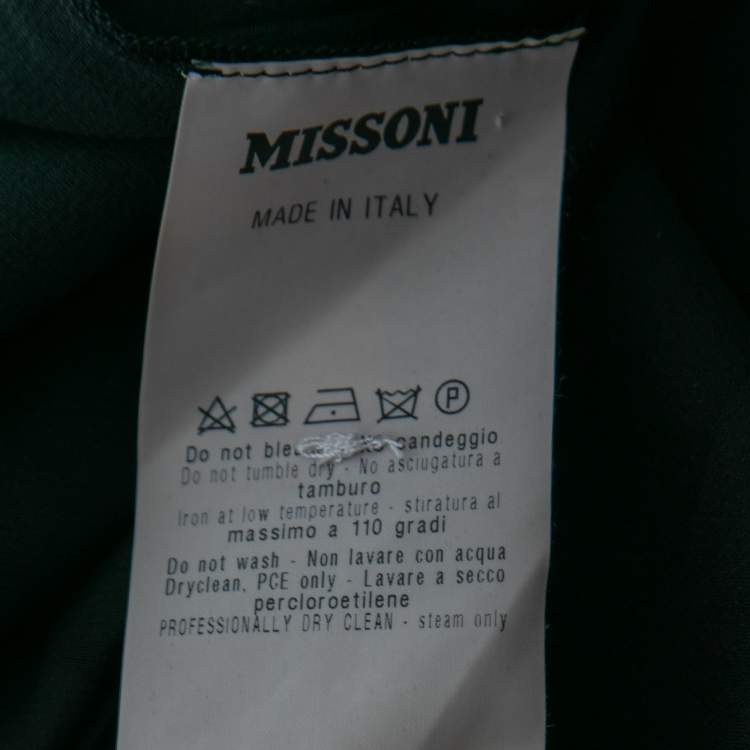 MISSONI
MADE IN ITALY
P
Do not candeggio
Do not tumble dry - No asciugatura a
tamburo
Iron at low temperature - stiratura al
massimo a 110 gradi
Do not wash - Non lavare con acqua
Dryclean, PCE only - Lavare a secco
percloroetilene
PROFESSIONALLY DRY CLEAN - steam only